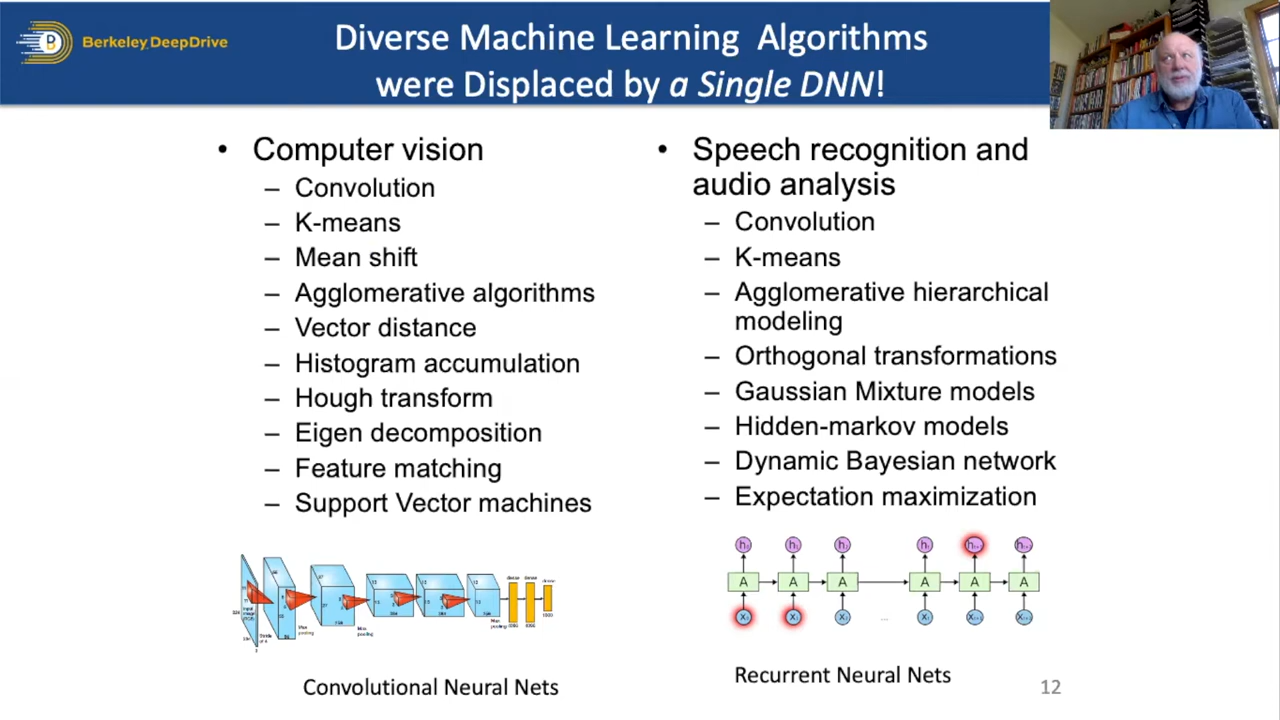 Berkeley DeepDrive
Diverse Machine Learning Algorithms
were Displaced by a Single DNN!
• Computer vision
– Convolution
– K-means
– Mean shift
– Agglomerative algorithms
– Vector distance
– Histogram accumulation
– Hough transform
– Eigen decomposition
– Feature matching
– Support Vector machines
Convolutional Neural Nets
• Speech recognition and
audio analysis
– Convolution
– K-means
– Agglomerative hierarchical
modeling
– Orthogonal transformations
– Gaussian Mixture models
– Hidden-markov models
– Dynamic Bayesian network
– Expectation maximization
A A A A A A
...
Recurrent Neural Nets
12